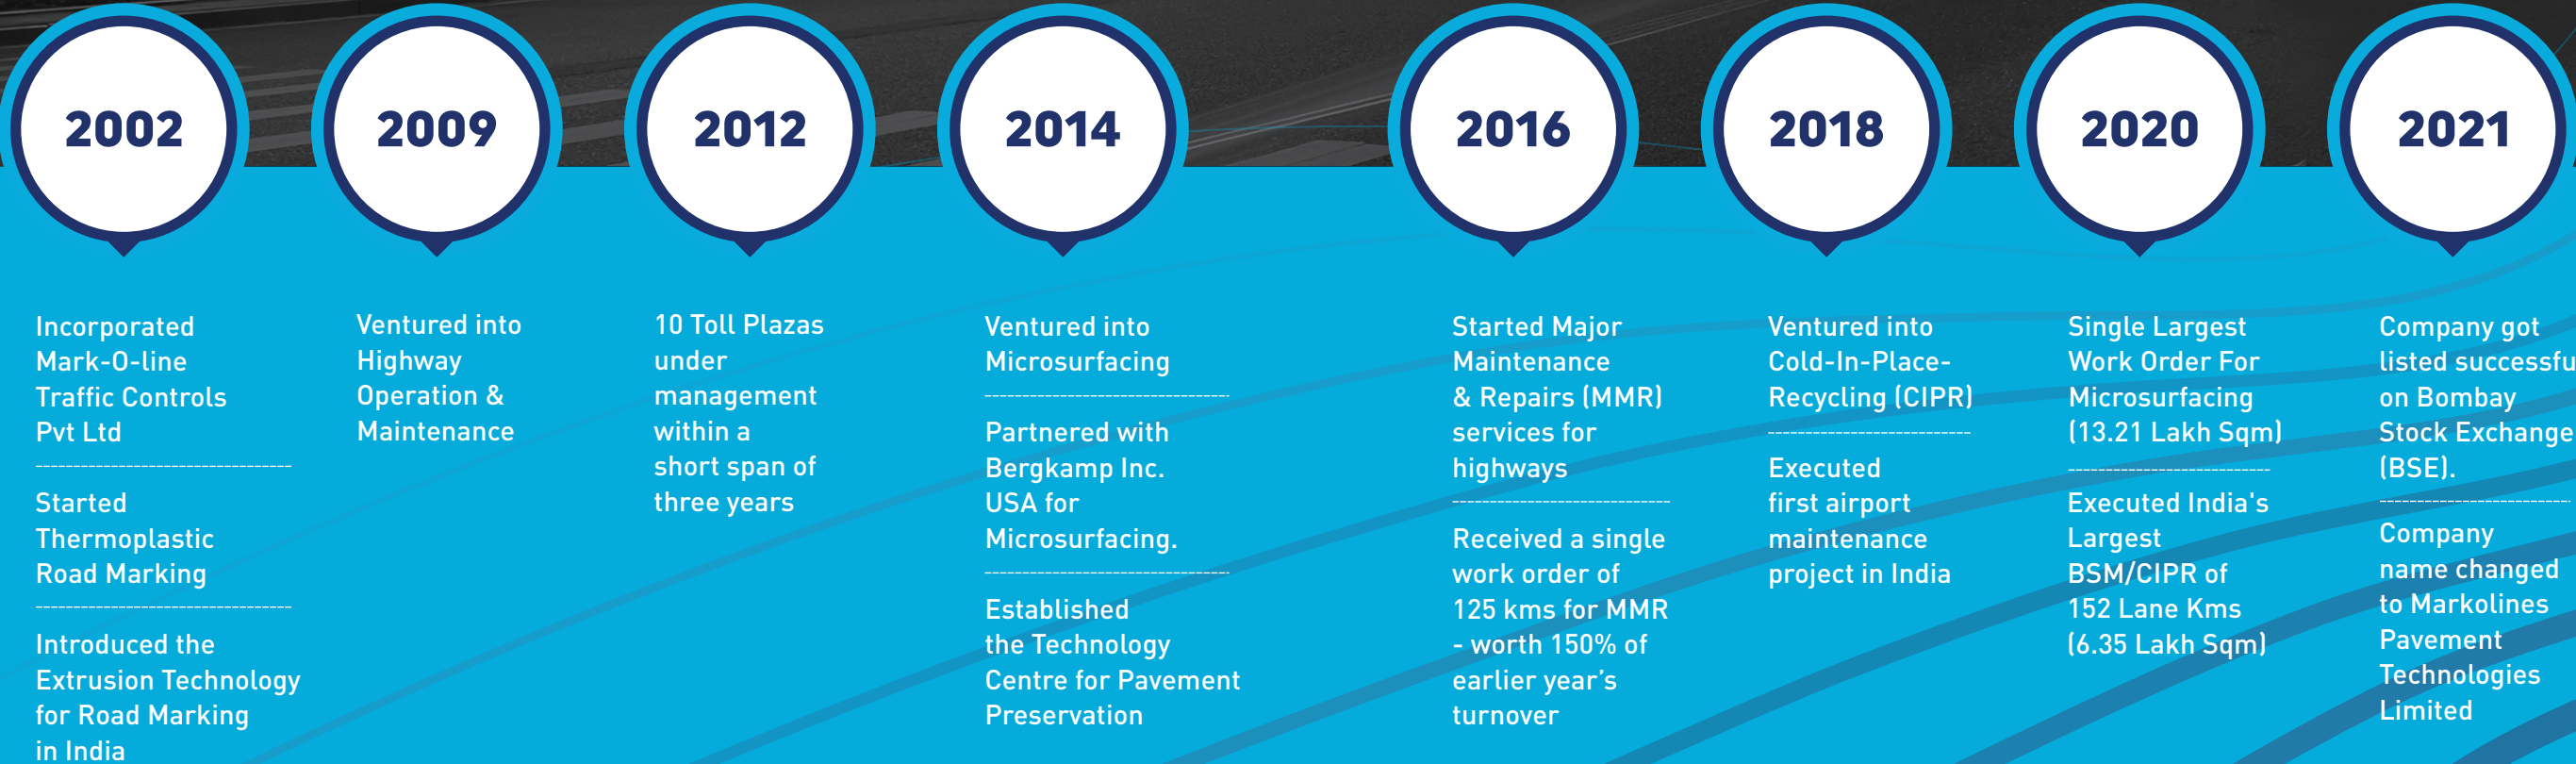 2002
Incorporated
Mark-O-line
Traffic Controls
Pvt Ltd
Started
Thermoplastic
Road Marking
Introduced the
Extrusion Technology
for Road Marking
in India
2009
Ventured into
Highway
Operation &
Maintenance
2012
10 Toll Plazas
under
management
within a
short span of
three years
2014
Ventured into
Microsurfacing
Partnered with
Bergkamp Inc.
USA for
Microsurfacing.
Established
the Technology
Centre for Pavement
Preservation
2016
Started Major
Maintenance
& Repairs (MMR)
services for
highways
Received a single
work order of
125 kms for MMR
- worth 150% of
earlier year’s
turnover
2018
Ventured into
Cold-In-Place-
Recycling (CIPR)
Executed
first airport
maintenance
project in India
2020
Single Largest
Work Order For
Microsurfacing
(13.21 Lakh Sqm)
Executed India's
Largest
BSM/CIPR of
152 Lane Kms
(6.35 Lakh Sqm)
2021
Company got
listed
on Bombay
Stock Exchange
(BSE).
Company
name changed
to Markolines
Pavement
Technologies
Limited